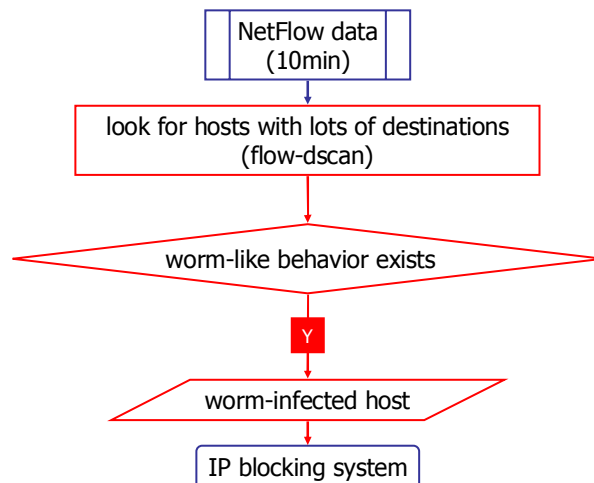 NetFlow data
(10min)
look for hosts with lots of destinations
(flow-dscan)
worm-like behavior exists
Y
worm-infected host
IP blocking system